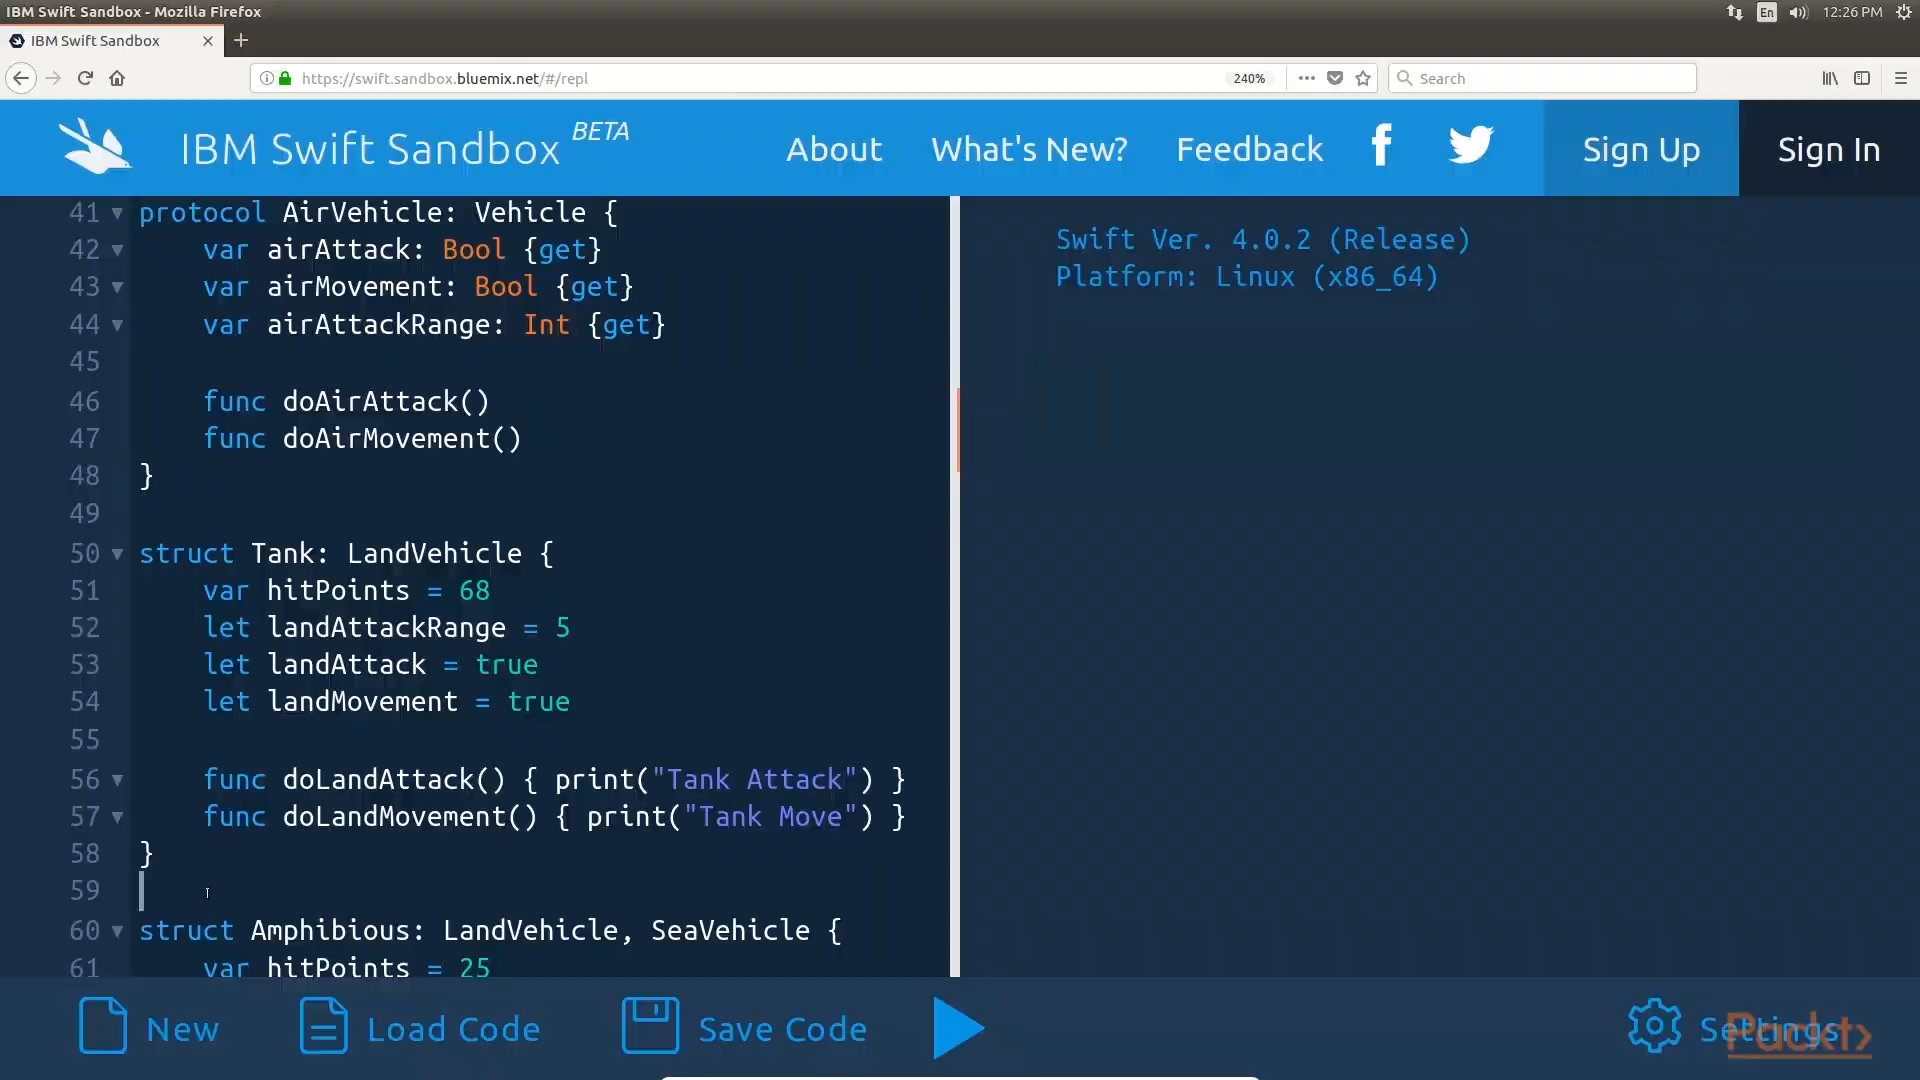 IBM Swift Sandbox - Mozilla Firefox
En
12:26 PM
IBM Swift Sandbox
https://swift.sandbox.bluemix.net/#/repl
240%
Search
IBM Swift Sandbox BETA
About
What's New?
Feedback
Sign Up
Sign In
41 protocol AirVehicle: Vehicle {
42 var airAttack: Bool {get}
43 var airMovement: Bool {get}
44 var airAttackRange: Int {get}
45
46 func doAirAttack()
47 func doAirMovement()
48 }
49
50 struct Tank: LandVehicle {
51 var hitPoints = 68
52 let landAttackRange = 5
53 let landAttack = true
54 let landMovement = true
55
56 func doLandAttack() { print("Tank Attack") }
57 func doLandMovement() { print("Tank Move") }
58 }
59
60 struct Amphibious: LandVehicle, SeaVehicle {
61 var hitPoints = 25
Swift Ver. 4.0.2 (Release)
Platform: Linux (x86_64)
New
Load Code
Save Code
Settings
Packt>